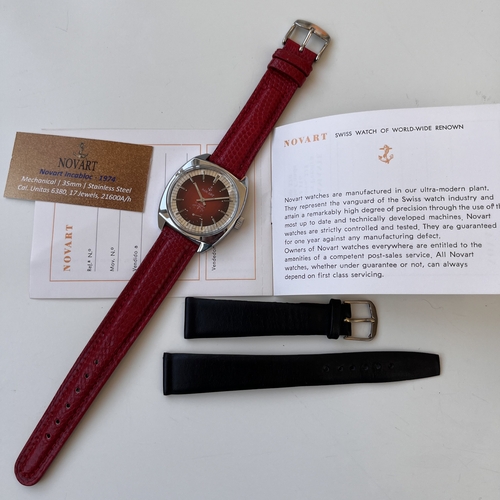 NOVART
Novart Incabloc - 1974
Mechanical | 35mm | Stainless Steel
Cal. Unitas 6380, 17 Jewels, 21600A/h
NOVART
Ref. N.º
Mov. N.º
Vendido a
NOVART SWISS WATCH OF WORLD-WIDE RENOWN
Novart watches are manufactured in our ultra-modern plant.
They represent the vanguard of the Swiss watch industry and
attain a remarkably high degree of precision through the use of the
most up to date and technically developed machines. Novart
watches are strictly controlled and tested. They are guaranteed
for one year against any manufacturing defect.
Owners of Novart watches everywhere are entitled to the
amenities of a competent post-sales service. All Novart
watches, whether under guarantee or not, can always
depend on first class servicing.